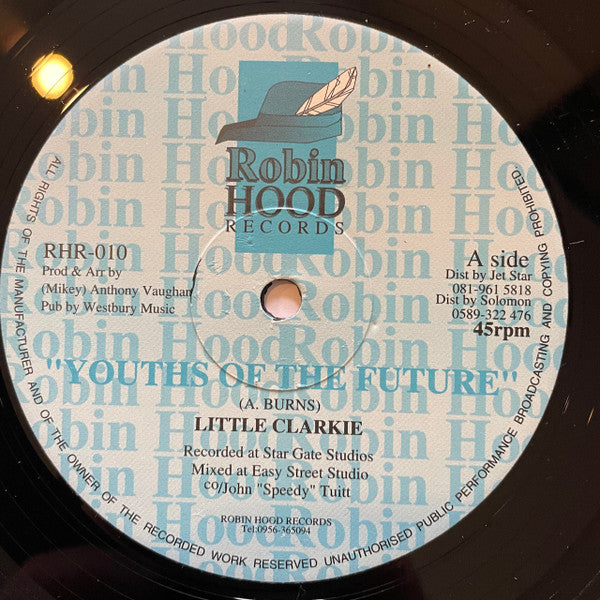 Robin
HOOD
RECORDS
RHR-010
Prod & Arr by
(Mikey) Anthony Vaughan
Pub by Westbury Music
A side
Dist by Jet Star
081-961 5818
Dist by Solomon
0589-322 476
45rpm
"YOUTHS OF THE FUTURE"
(A. BURNS)
LITTLE CLARKIE
Recorded at Star Gate Studios
Mixed at Easy Street Studio
co/John "Speedy" Tuitt
ROBIN HOOD RECORDS
Tel:0956-365094
ALL RIGHTS OF THE MANUFACTURER AND OF THE OWNER OF THE RECORDED WORK RESERVED UNAUTHORISED PUBLIC PERFORMANCE BROADCASTING AND COPYING PROHIBITED